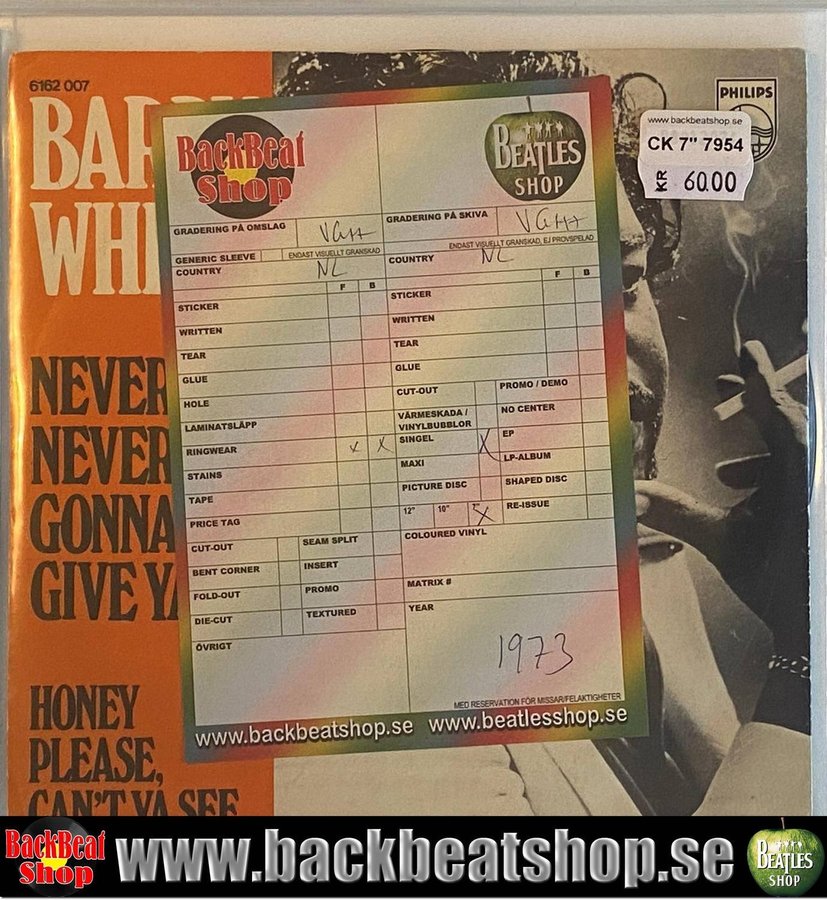 6162 007
BARRY
WHI
NEVER
NEVER
GONNA
GIVE YA
HONEY
PLEASE,
CAN'T YA SEE
PHILIPS
www.backbeatshop.se
CK 7" 7954
KR 60.00
BackBeat
Shop
BEATLES
SHOP
GRADERING PÅ OMSLAG VG++
GENERIC SLEEVE
ENDAST VISUELLT GRANSKAD
COUNTRY NL
F B
STICKER
WRITTEN
TEAR
GLUE
HOLE
LAMINATSLÄPP
RINGWEAR x x
STAINS
TAPE
PRICE TAG
CUT-OUT
SEAM SPLIT
BENT CORNER
INSERT
FOLD-OUT
PROMO
DIE-CUT
TEXTURED
ÖVRIGT
GRADERING PÅ SKIVA VG++
ENDAST VISUELLT GRANSKAD, EJ PROVSPELAD
COUNTRY NL
F B
STICKER
WRITTEN
TEAR
GLUE
CUT-OUT
PROMO / DEMO
VÄRMESKADA /
VINYLBUBBLOR
NO CENTER
SINGEL X
EP
MAXI
LP-ALBUM
PICTURE DISC
SHAPED DISC
12" 10" 7" X
RE-ISSUE
COLOURED VINYL
MATRIX #
YEAR
1973
MED RESERVATION FÖR MISSAR/FELAKTIGHETER
www.backbeatshop.se www.beatlesshop.se
BackBeat
Shop
www.backbeatshop.se
BEATLES
SHOP